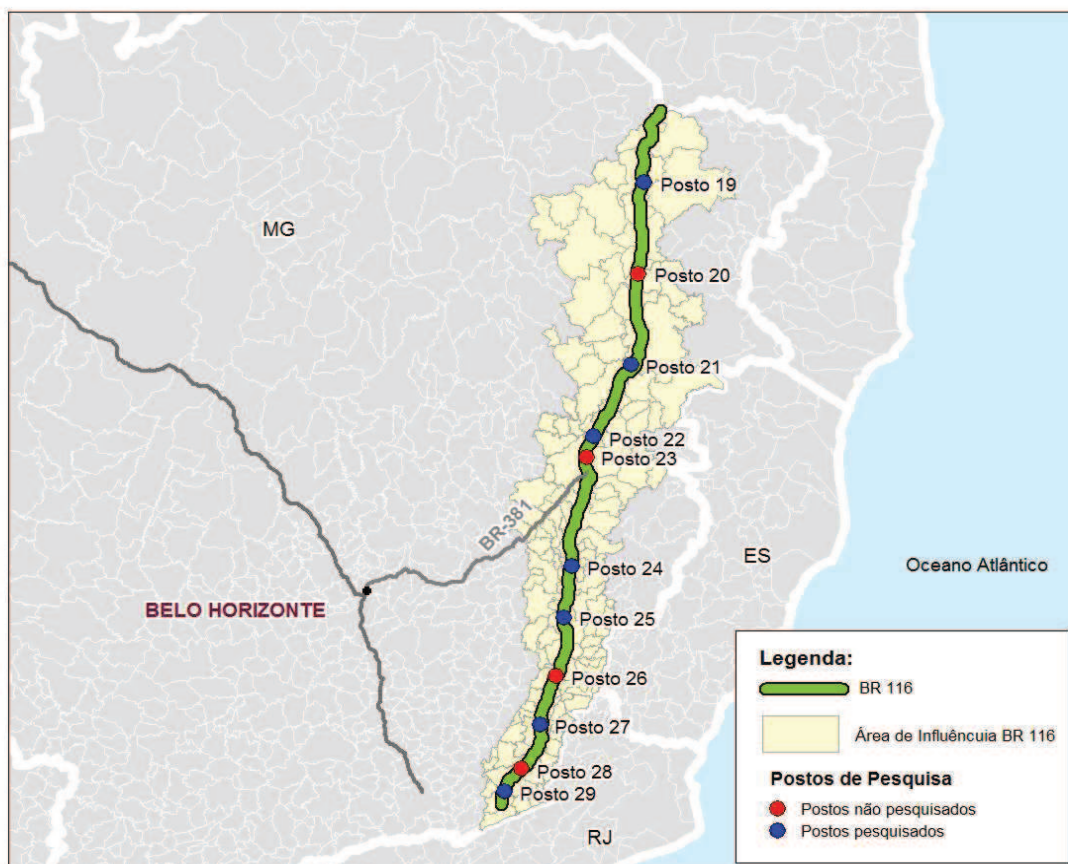 Posto 19
MG
Posto 20
Posto 21
Posto 22
Posto 23
BR-381
Posto 24
ES
Oceano Atlântico
BELO HORIZONTE
Posto 25
Posto 26
Posto 27
Posto 28
Posto 29
RJ
Legenda:
BR 116
Área de Influêncuia BR 116
Postos de Pesquisa
Postos não pesquisados
Postos pesquisados